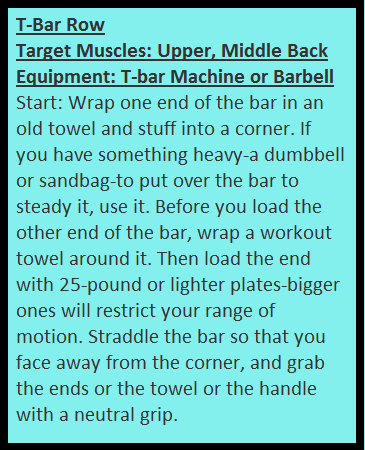 T-Bar Row
Target Muscles: Upper, Middle Back
Equipment: T-bar Machine or Barbell
Start: Wrap one end of the bar in an
old towel and stuff into a corner. If
you have something heavy-a dumbbell
or sandbag-to put over the bar to
steady it, use it. Before you load the
other end of the bar, wrap a workout
towel around it. Then load the end
with 25-pound or lighter plates-bigger
ones will restrict your range of
motion. Straddle the bar so that you
face away from the corner, and grab
the ends or the towel or the handle
with a neutral grip.